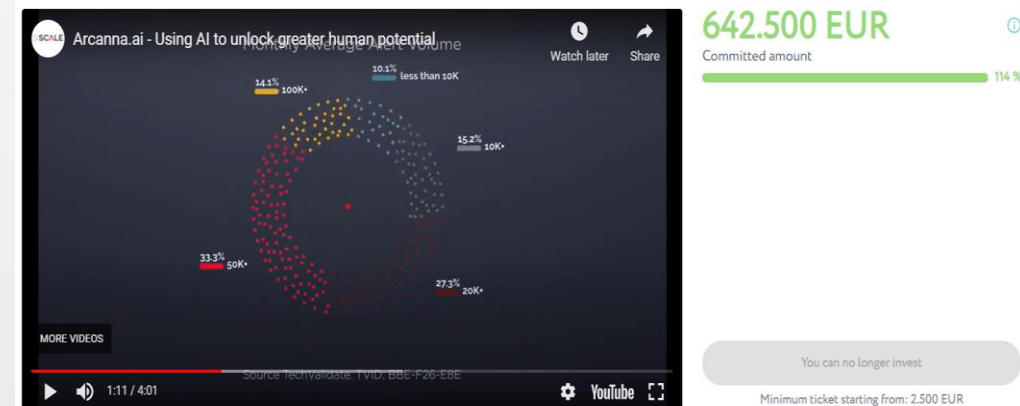 SCALE
Arcanna.ai - Using AI to unlock greater human potential
Monthly Average Alert Volume
Watch later
Share
14.1%
100K+
10.1%
less than 10K
15.2%
10K+
33.3%
50K+
27.3%
20K+
MORE VIDEOS
Source TechValidate. TVID: BBE-F26-E8E
1:11 / 4:01
YouTube
642.500 EUR
Committed amount
114 %
You can no longer invest
Minimum ticket starting from: 2.500 EUR